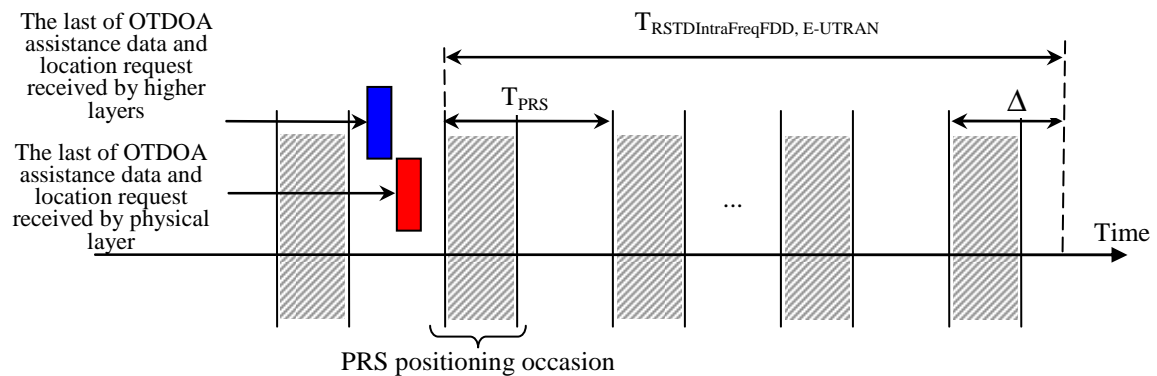 The last of OTDOA
assistance data and
location request
received by higher
layers
The last of OTDOA
assistance data and
location request
received by physical
layer
T_RSTDIntraFreqFDD, E-UTRAN
T_PRS
Δ
...
Time
PRS positioning occasion